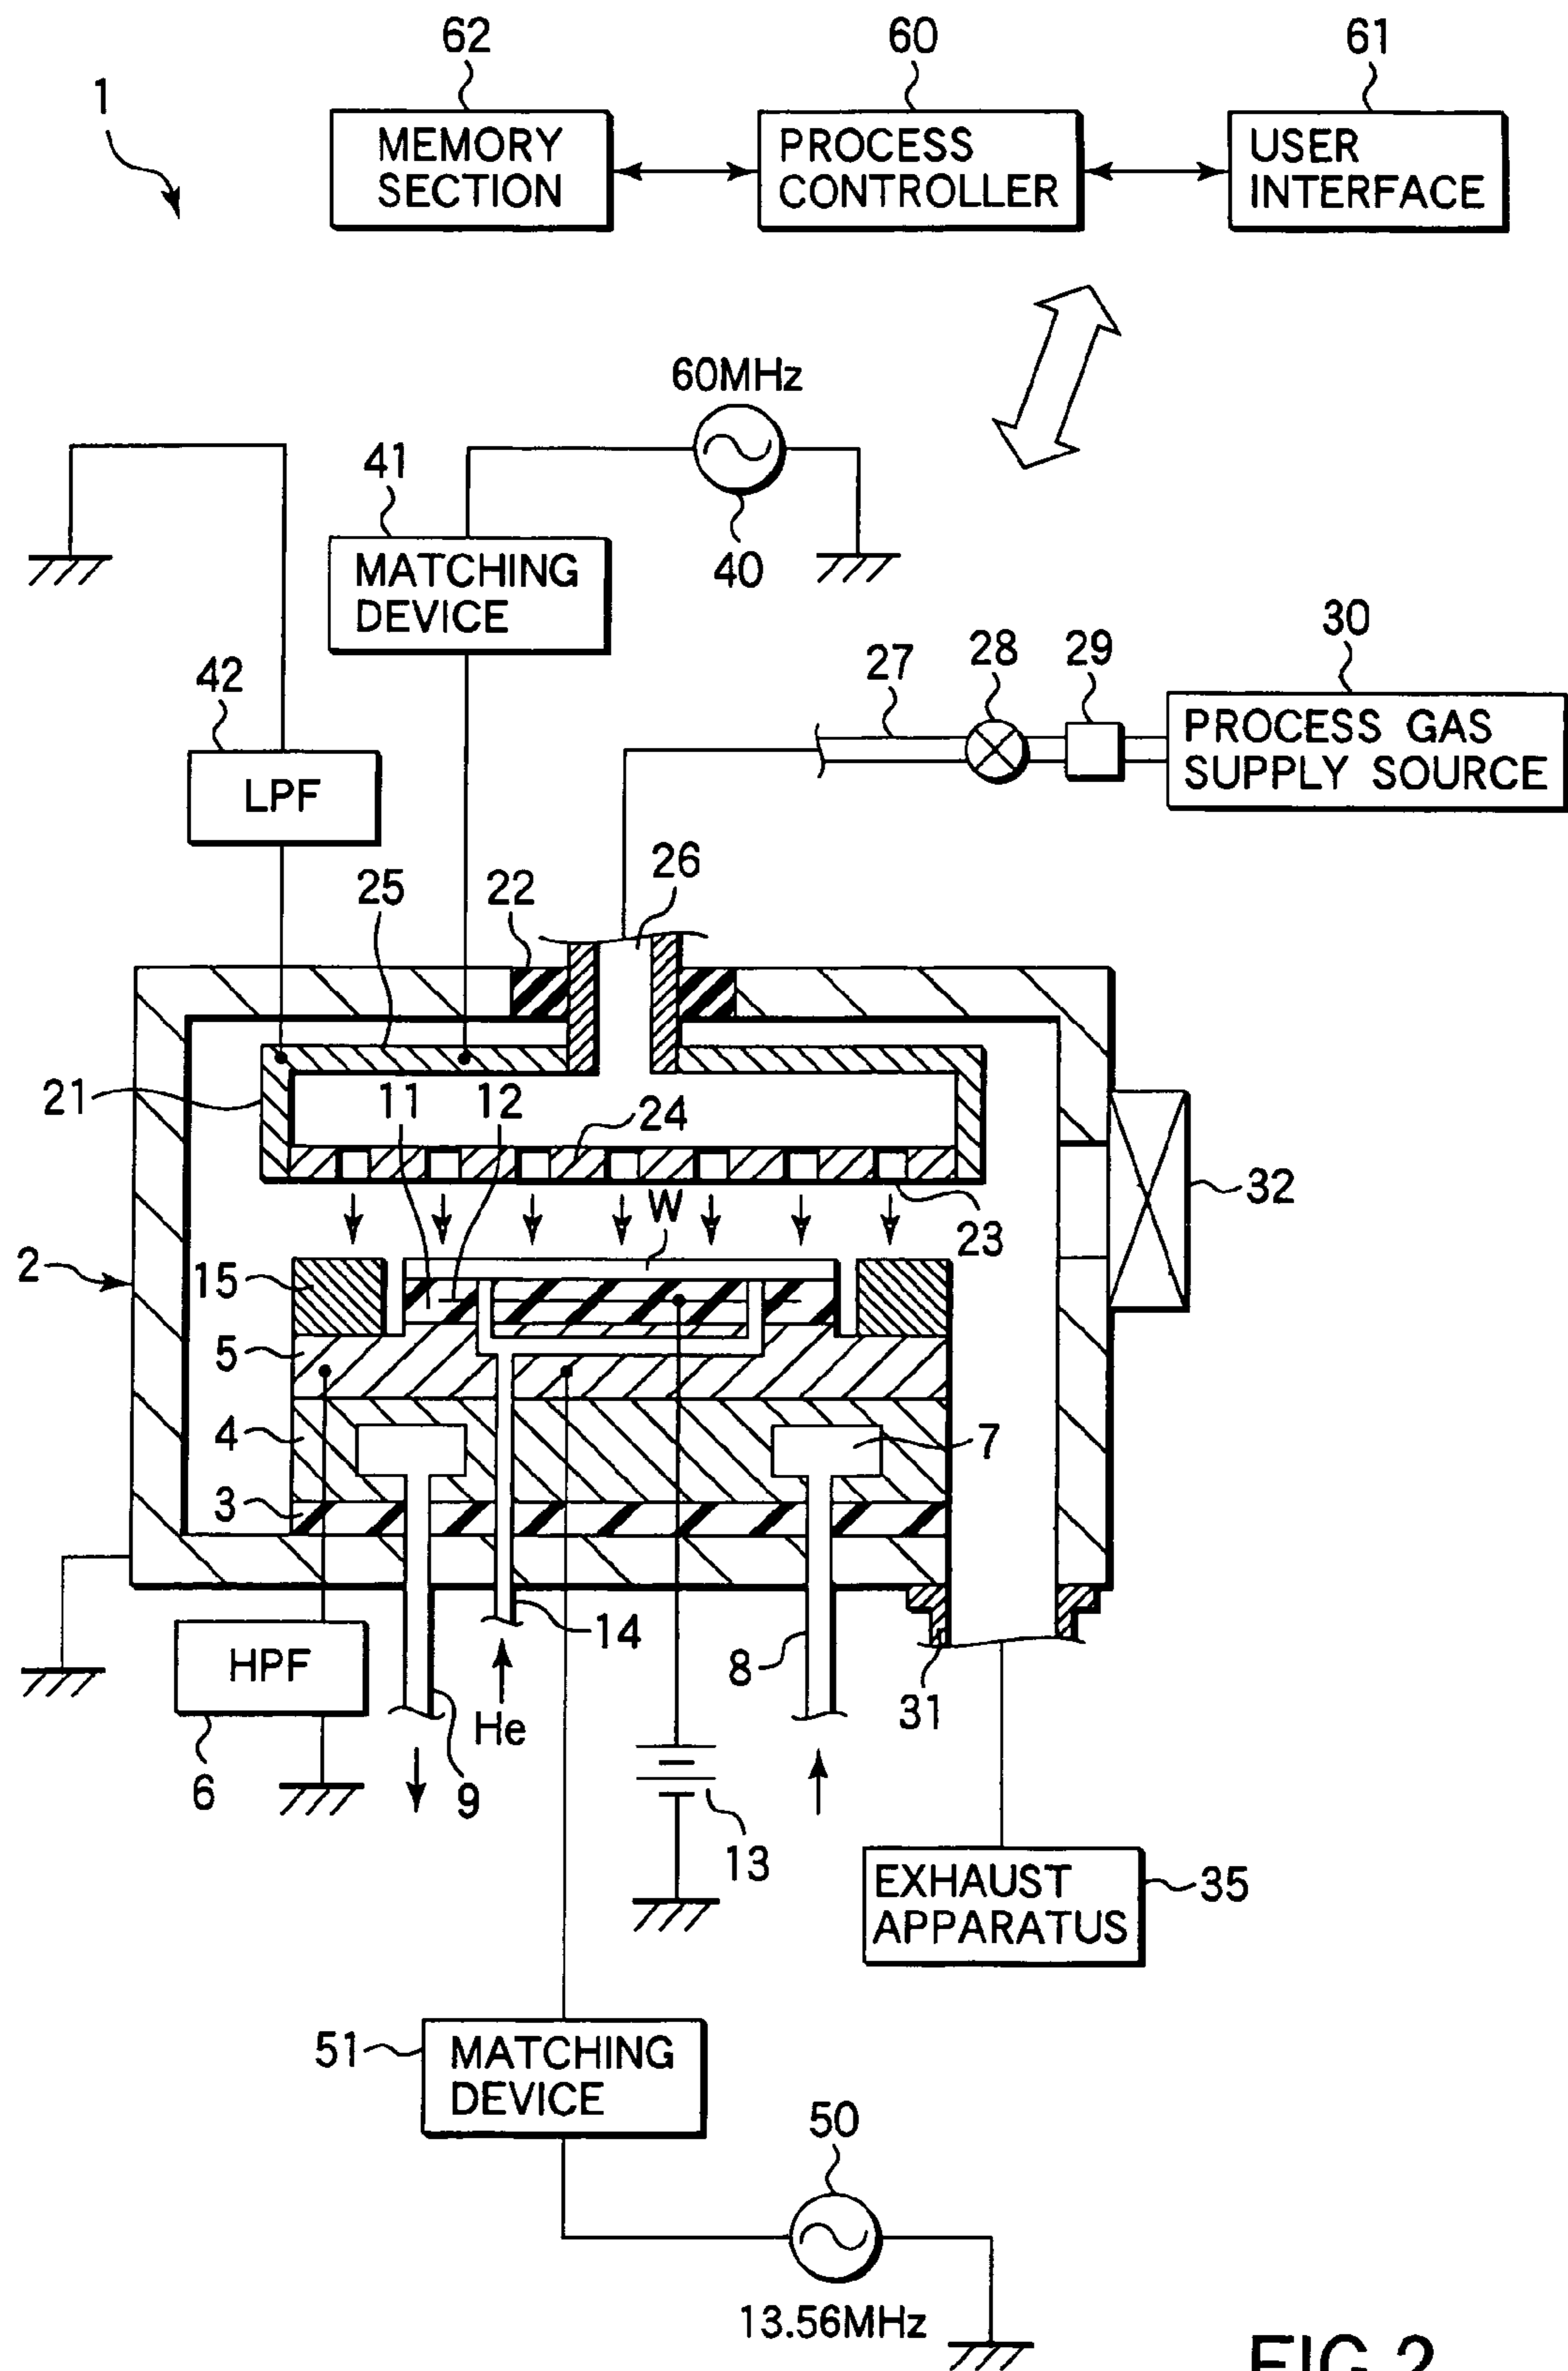 62
60
61
1
MEMORY
SECTION
PROCESS
CONTROLLER
USER
INTERFACE
60MHz
41
40
MATCHING
DEVICE
42
LPF
27
28
29
30
PROCESS GAS
SUPPLY SOURCE
25
22
26
21
11
12
24
W
23
32
2
15
5
4
7
3
14
8
31
HPF
He
6
9
13
EXHAUST
APPARATUS
35
51
MATCHING
DEVICE
50
13.56MHz
FIG.2